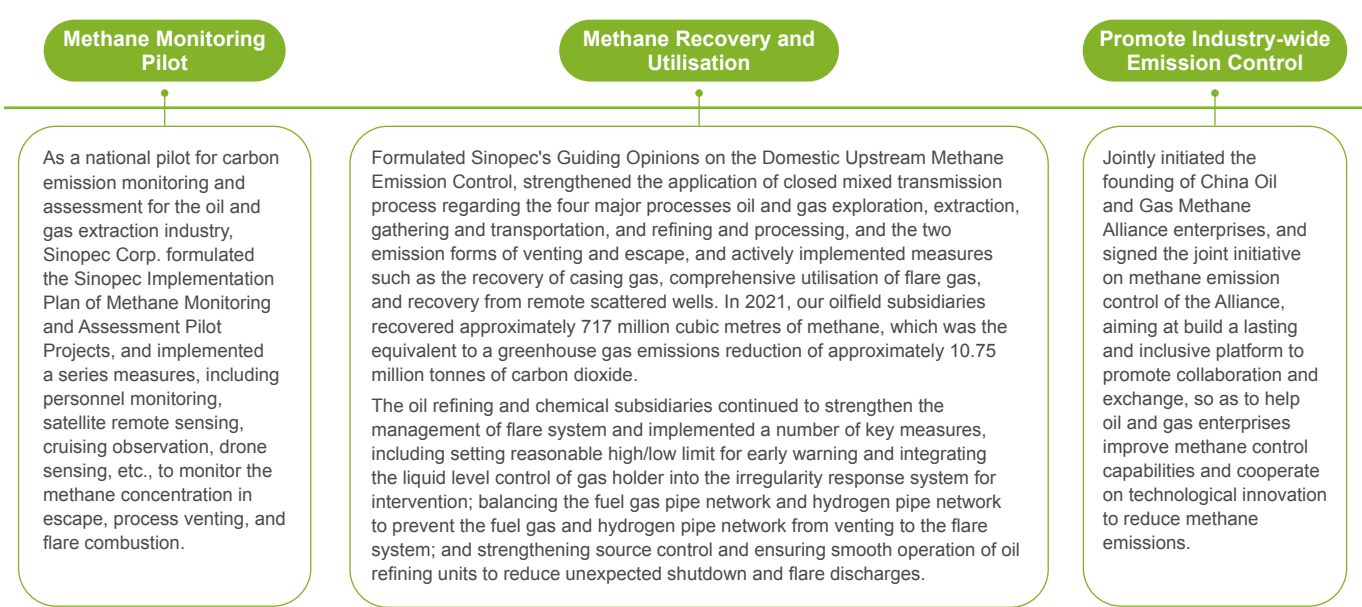 Methane Monitoring
Pilot
As a national pilot for carbon
emission monitoring and
assessment for the oil and
gas extraction industry,
Sinopec Corp. formulated
the Sinopec Implementation
Plan of Methane Monitoring
and Assessment Pilot
Projects, and implemented
a series measures, including
personnel monitoring,
satellite remote sensing,
cruising observation, drone
sensing, etc., to monitor the
methane concentration in
escape, process venting, and
flare combustion.
Methane Recovery and
Utilisation
Formulated Sinopec's Guiding Opinions on the Domestic Upstream Methane
Emission Control, strengthened the application of closed mixed transmission
process regarding the four major processes oil and gas exploration, extraction,
gathering and transportation, and refining and processing, and the two
emission forms of venting and escape, and actively implemented measures
such as the recovery of casing gas, comprehensive utilisation of flare gas,
and recovery from remote scattered wells. In 2021, our oilfield subsidiaries
recovered approximately 717 million cubic metres of methane, which was the
equivalent to a greenhouse gas emissions reduction of approximately 10.75
million tonnes of carbon dioxide.
The oil refining and chemical subsidiaries continued to strengthen the
management of flare system and implemented a number of key measures,
including setting reasonable high/low limit for early warning and integrating
the liquid level control of gas holder into the irregularity response system for
intervention; balancing the fuel gas pipe network and hydrogen pipe network
to prevent the fuel gas and hydrogen pipe network from venting to the flare
system; and strengthening source control and ensuring smooth operation of oil
refining units to reduce unexpected shutdown and flare discharges.
Promote Industry-wide
Emission Control
Jointly initiated the
founding of China Oil
and Gas Methane
Alliance enterprises, and
signed the joint initiative
on methane emission
control of the Alliance,
aiming at build a lasting
and inclusive platform to
promote collaboration and
exchange, so as to help
oil and gas enterprises
improve methane control
capabilities and cooperate
on technological innovation
to reduce methane
emissions.